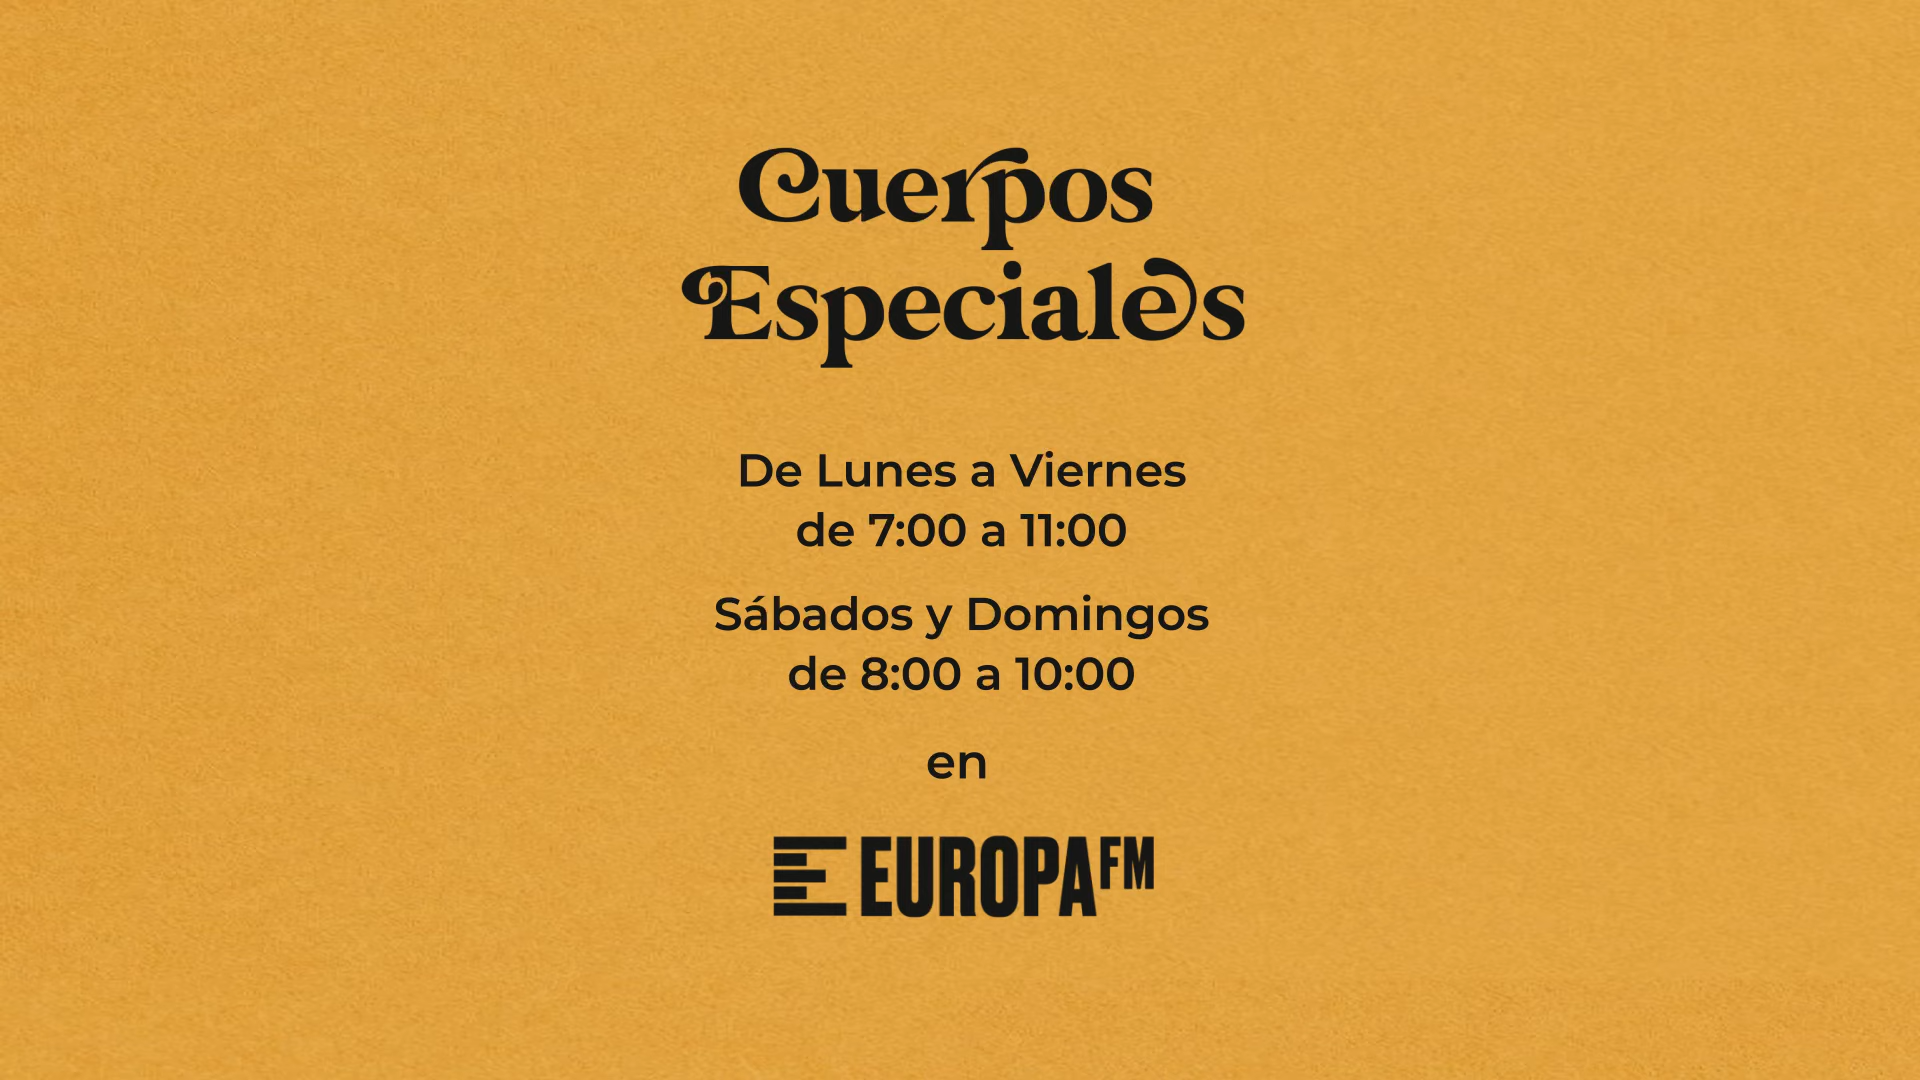 Cuerpos
Especiales
De Lunes a Viernes
de 7:00 a 11:00
Sábados y Domingos
de 8:00 a 10:00
en
EUROPA FM